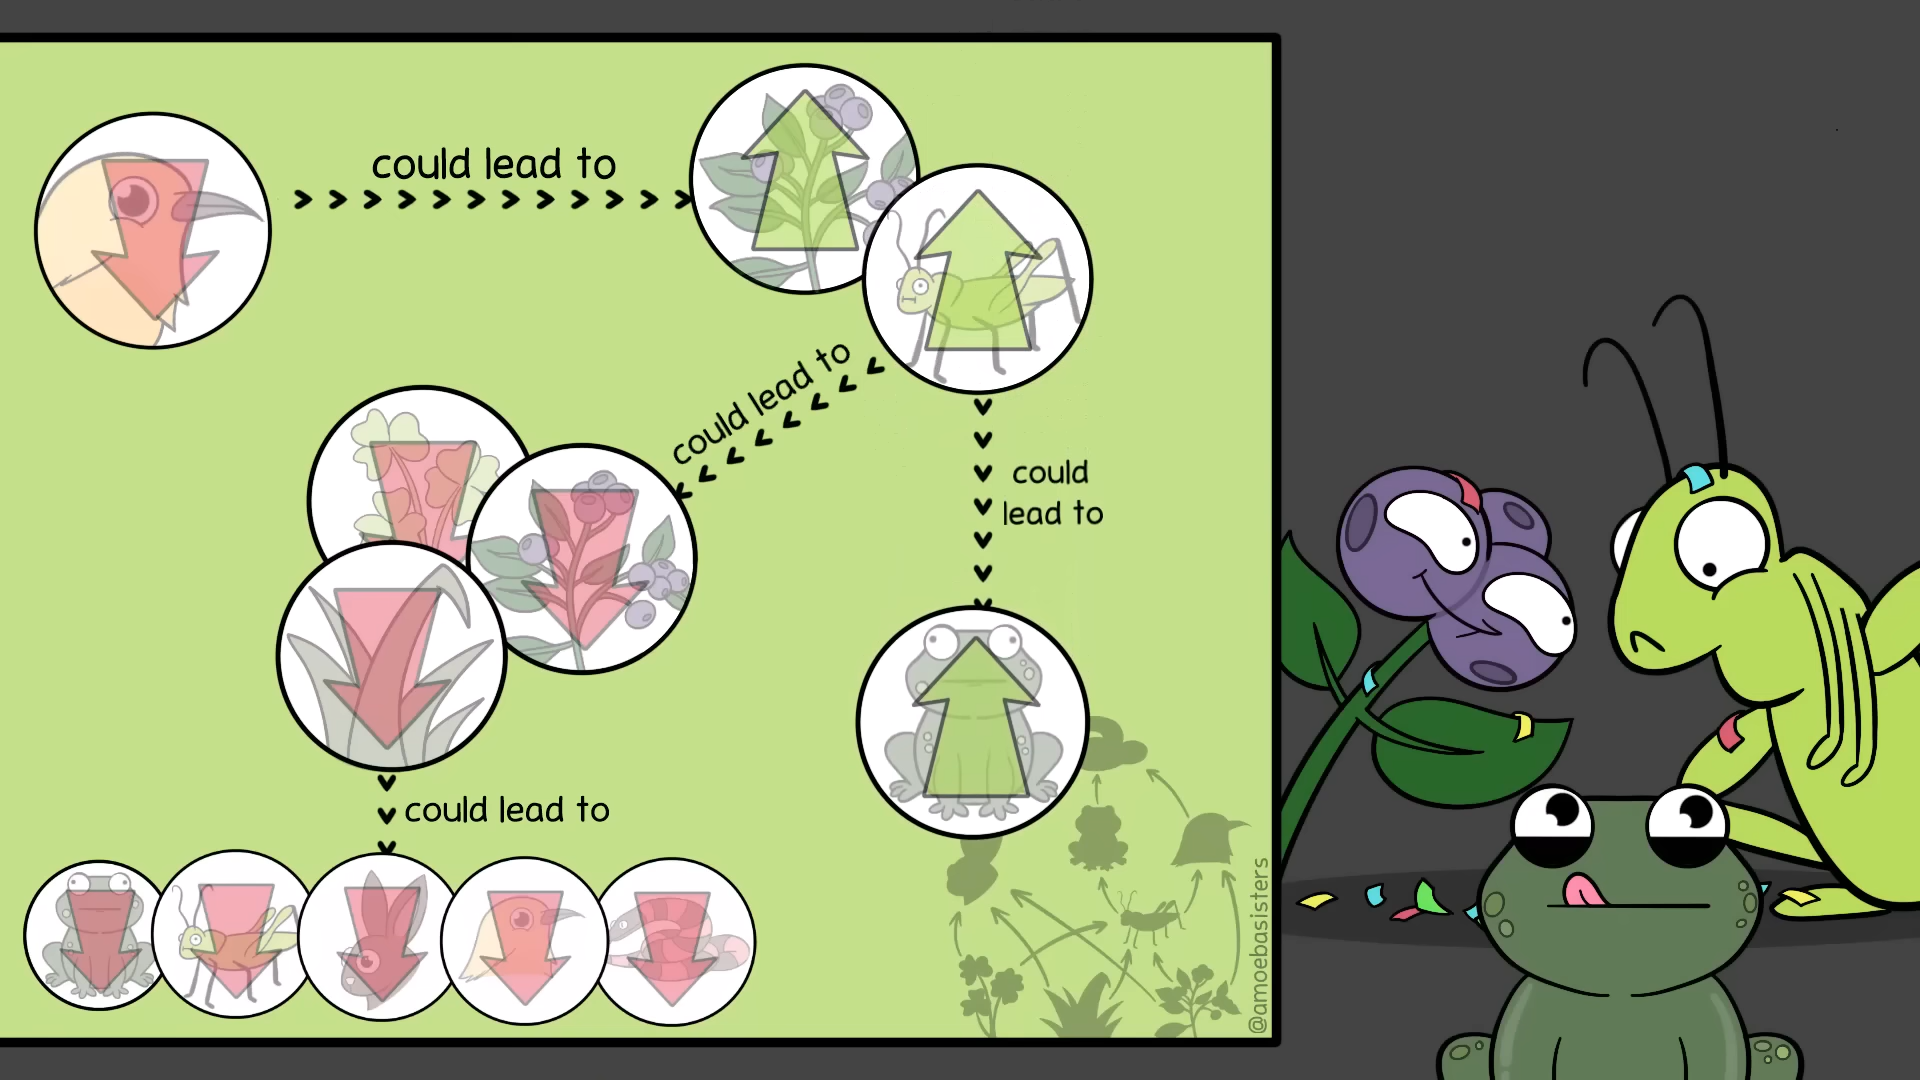 could lead to
could lead to
could
lead to
could lead to
@amoebasisters